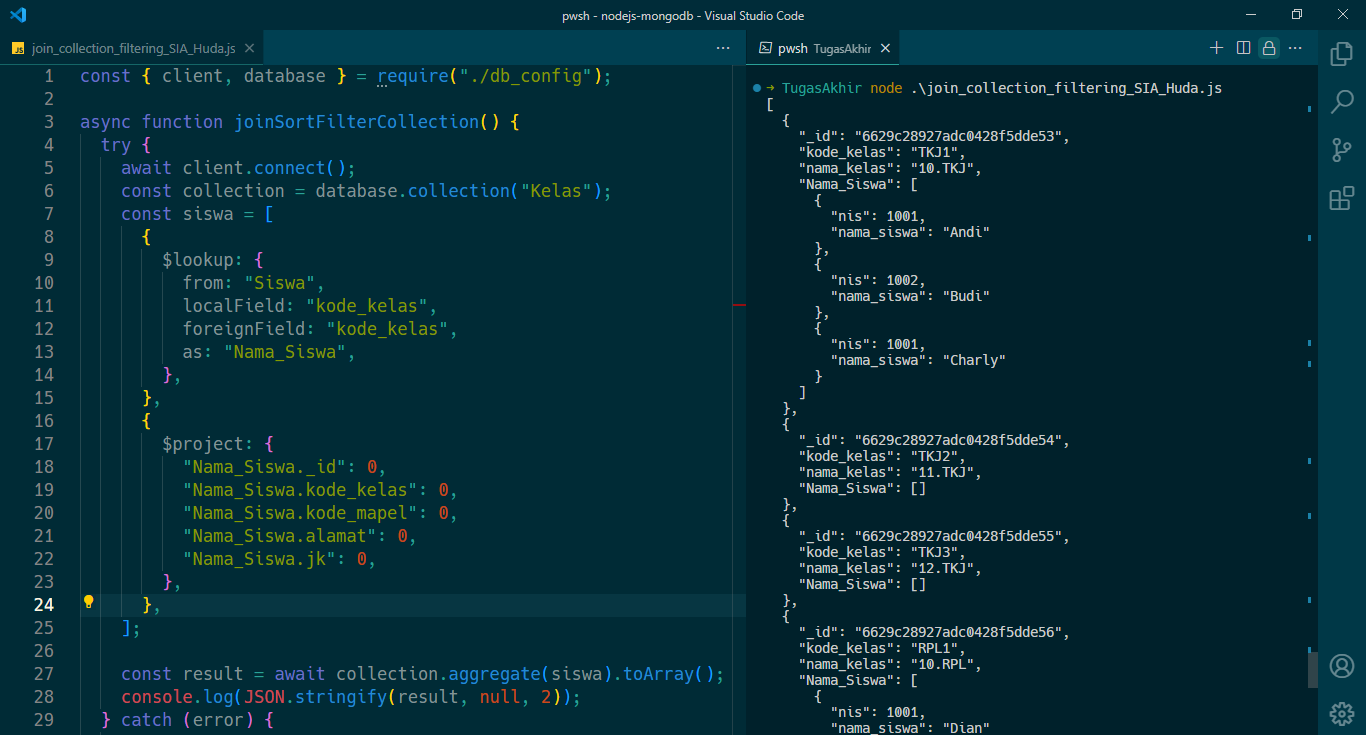 pwsh - nodejs-mongodb - Visual Studio Code
JS join_collection_filtering_SIA_Huda.js
1 const { client, database } = require("./db_config");
2
3 async function joinSortFilterCollection() {
4 try {
5 await client.connect();
6 const collection = database.collection("Kelas");
7 const siswa = [
8 {
9 $lookup: {
10 from: "Siswa",
11 localField: "kode_kelas",
12 foreignField: "kode_kelas",
13 as: "Nama_Siswa",
14 },
15 },
16 {
17 $project: {
18 "Nama_Siswa._id": 0,
19 "Nama_Siswa.kode_kelas": 0,
20 "Nama_Siswa.kode_mapel": 0,
21 "Nama_Siswa.alamat": 0,
22 "Nama_Siswa.jk": 0,
23 },
24 },
25 ];
26
27 const result = await collection.aggregate(siswa).toArray();
28 console.log(JSON.stringify(result, null, 2));
29 } catch (error) {
pwsh TugasAkhir
→ TugasAkhir node .\join_collection_filtering_SIA_Huda.js
[
{
"_id": "6629c28927adc0428f5dde53",
"kode_kelas": "TKJ1",
"nama_kelas": "10.TKJ",
"Nama_Siswa": [
{
"nis": 1001,
"nama_siswa": "Andi"
},
{
"nis": 1002,
"nama_siswa": "Budi"
},
{
"nis": 1001,
"nama_siswa": "Charly"
}
]
},
{
"_id": "6629c28927adc0428f5dde54",
"kode_kelas": "TKJ2",
"nama_kelas": "11.TKJ",
"Nama_Siswa": []
},
{
"_id": "6629c28927adc0428f5dde55",
"kode_kelas": "TKJ3",
"nama_kelas": "12.TKJ",
"Nama_Siswa": []
},
{
"_id": "6629c28927adc0428f5dde56",
"kode_kelas": "RPL1",
"nama_kelas": "10.RPL",
"Nama_Siswa": [
{
"nis": 1001,
"nama_siswa": "Dian"